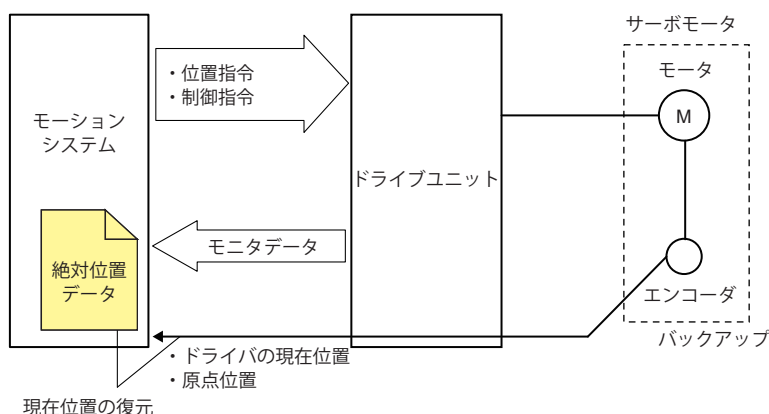 サーボモータ
・位置指令
・制御指令
モーション
システム
モータ
M
ドライブユニット
モニタデータ
絶対位置
データ
エンコーダ
バックアップ
・ドライバの現在位置
・原点位置
現在位置の復元